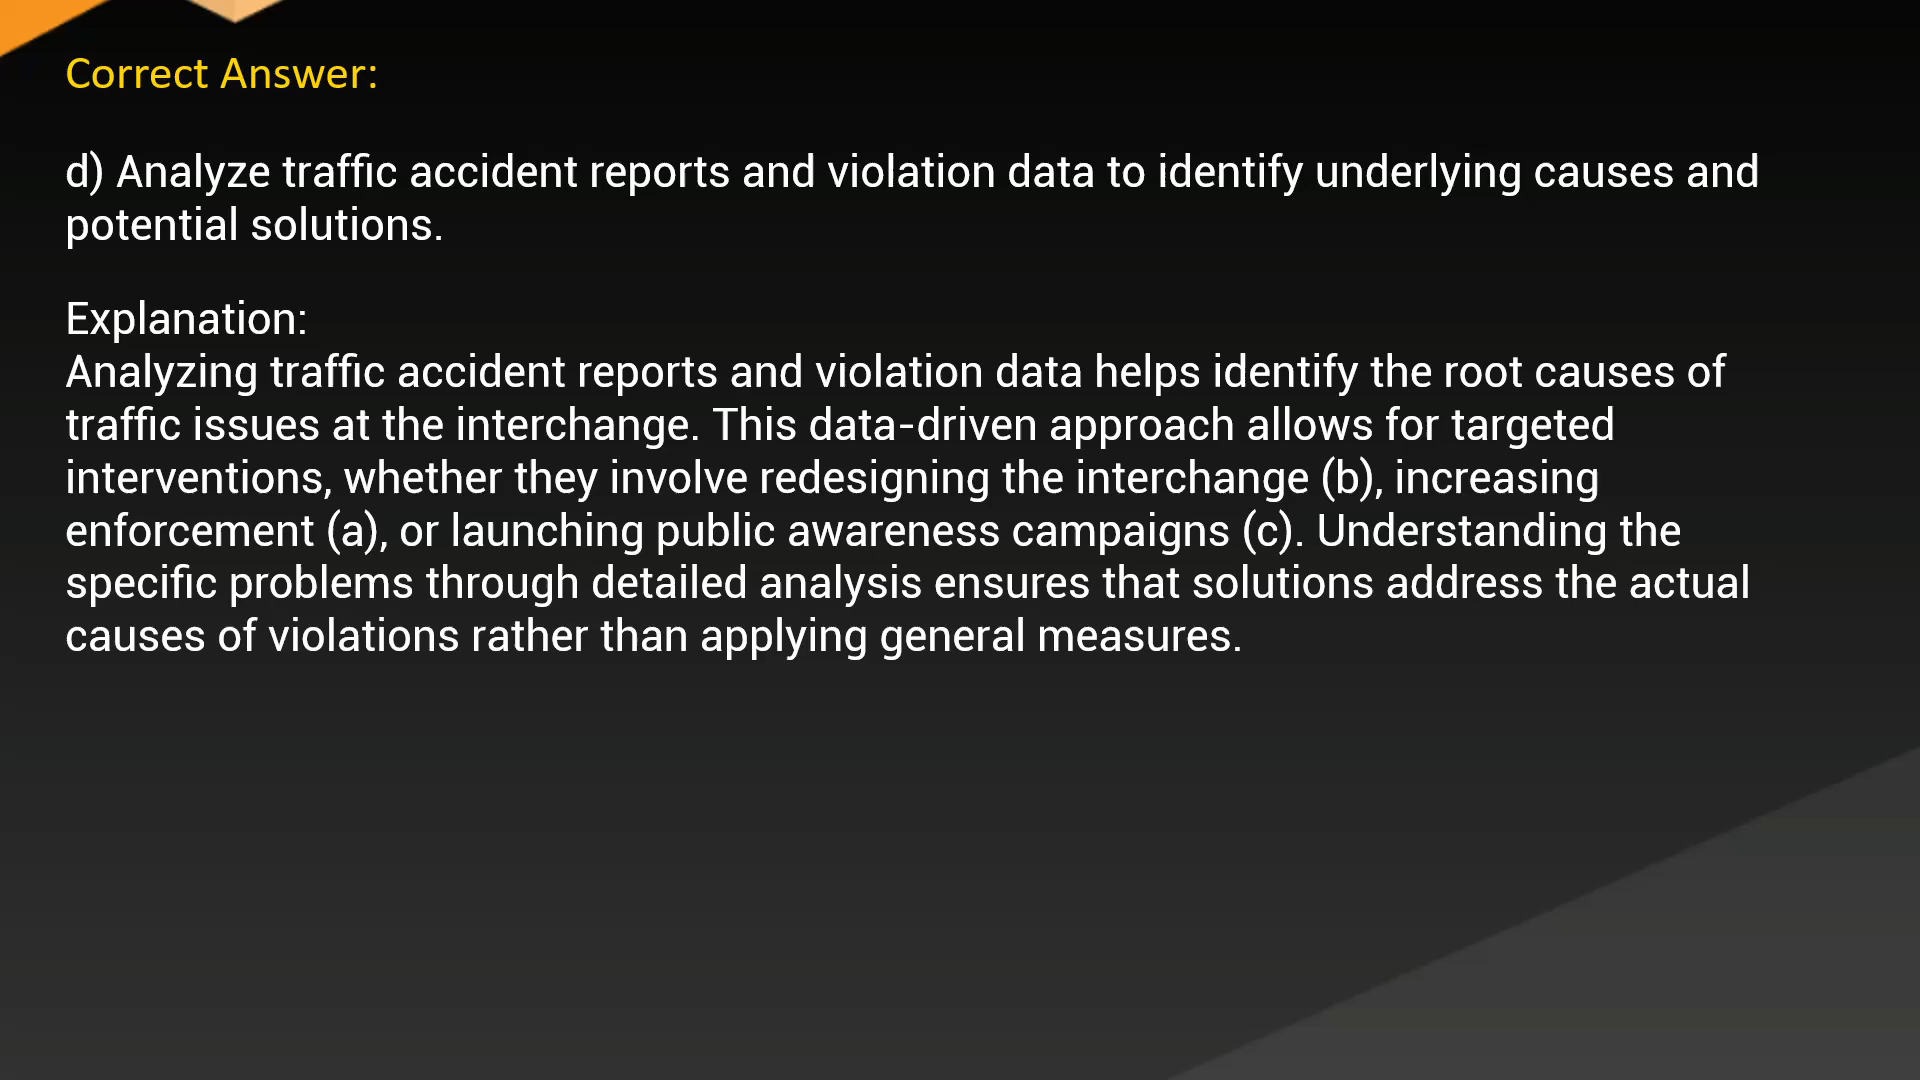 Correct Answer:
d) Analyze traffic accident reports and violation data to identify underlying causes and
potential solutions.
Explanation:
Analyzing traffic accident reports and violation data helps identify the root causes of
traffic issues at the interchange. This data-driven approach allows for targeted
interventions, whether they involve redesigning the interchange (b), increasing
enforcement (a), or launching public awareness campaigns (c). Understanding the
specific problems through detailed analysis ensures that solutions address the actual
causes of violations rather than applying general measures.